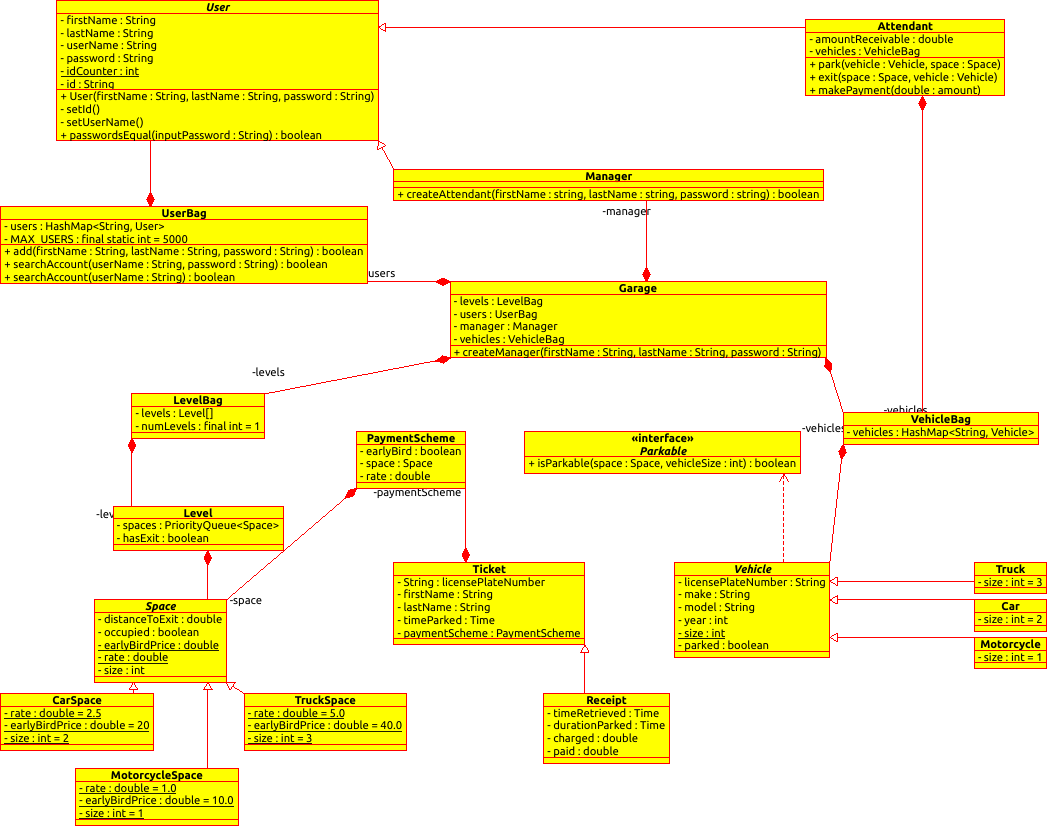 User
- firstName : String
- lastName : String
- userName : String
- password : String
- idCounter : int
- id : String
+ User(firstName : String, lastName : String, password : String)
- setId()
- setUserName()
+ passwordsEqual(inputPassword : String) : boolean
Attendant
- amountReceivable : double
- vehicles : VehicleBag
+ park(vehicle : Vehicle, space : Space)
+ exit(space : Space, vehicle : Vehicle)
+ makePayment(double : amount)
Manager
+ createAttendant(firstName : string, lastName : string, password : string) : boolean
-manager
UserBag
- users : HashMap<String, User>
- MAX_USERS : final static int = 5000
+ add(firstName : String, lastName : String, password : String) : boolean
+ searchAccount(userName : String, password : String) : boolean
+ searchAccount(userName : String) : boolean
users
Garage
- levels : LevelBag
- users : UserBag
- manager : Manager
- vehicles : VehicleBag
+ createManager(firstName : String, lastName : String, password : String)
-levels
LevelBag
- levels : Level[]
- numLevels : final int = 1
-vehicles
-vehicles
VehicleBag
- vehicles : HashMap<String, Vehicle>
PaymentScheme
- earlyBird : boolean
- space : Space
- rate : double
-paymentScheme
«interface»
Parkable
+ isParkable(space : Space, vehicleSize : int) : boolean
-lev
Level
- spaces : PriorityQueue<Space>
- hasExit : boolean
-space
Space
- distanceToExit : double
- occupied : boolean
- earlyBirdPrice : double
- rate : double
- size : int
Ticket
- String : licensePlateNumber
- firstName : String
- lastName : String
- timeParked : Time
- paymentScheme : PaymentScheme
Vehicle
- licensePlateNumber : String
- make : String
- model : String
- year : int
- size : int
- parked : boolean
Truck
- size : int = 3
Car
- size : int = 2
Motorcycle
- size : int = 1
CarSpace
- rate : double = 2.5
- earlyBirdPrice : double = 20
- size : int = 2
TruckSpace
- rate : double = 5.0
- earlyBirdPrice : double = 40.0
- size : int = 3
Receipt
- timeRetrieved : Time
- durationParked : Time
- charged : double
- paid : double
MotorcycleSpace
- rate : double = 1.0
- earlyBirdPrice : double = 10.0
- size : int = 1